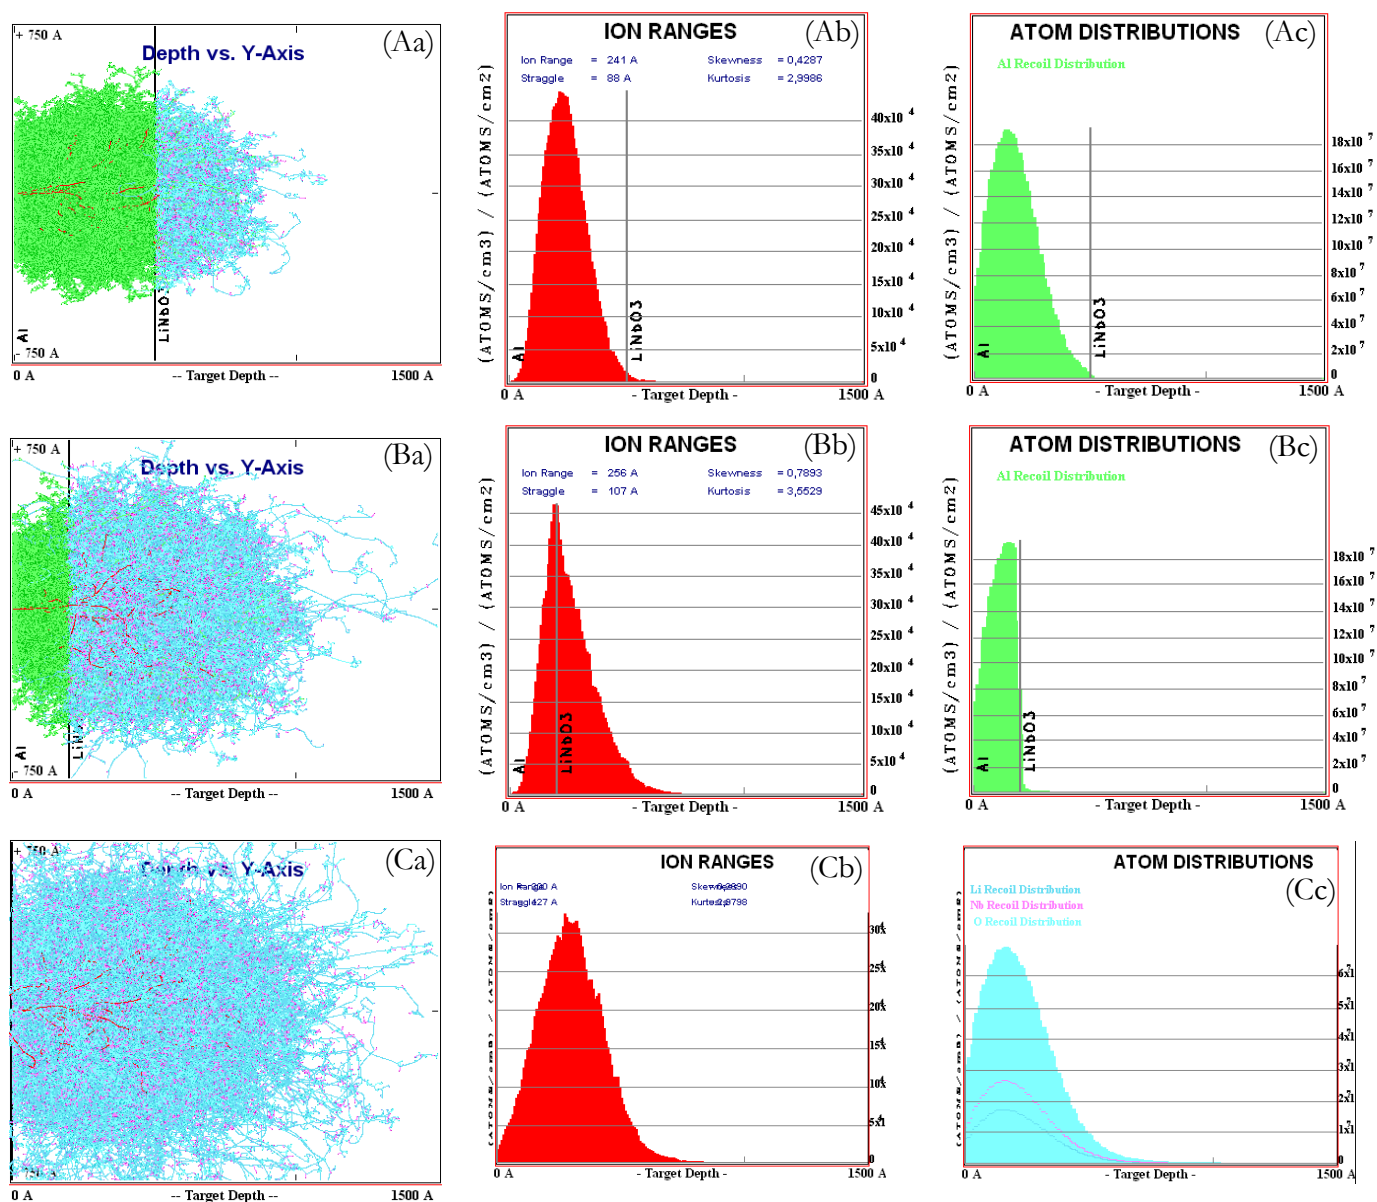 + 750 A
(Aa)
Depth vs. Y-Axis
Al
LiNbO3
- 750 A
0 A
-- Target Depth --
1500 A
(Ab)
ION RANGES
Ion Range = 241 A Skewness = 0,4287
Straggle = 88 A Kurtosis = 2,9986
(ATOMS/cm3) / (ATOMS/cm2)
40x10 4
35x10 4
30x10 4
25x10 4
20x10 4
15x10 4
10x10 4
5x10 4
0
Al
LiNbO3
0 A
- Target Depth -
1500 A
(Ac)
ATOM DISTRIBUTIONS
Al Recoil Distribution
(ATOMS/cm3) / (ATOMS/cm2)
18x10 7
16x10 7
14x10 7
12x10 7
10x10 7
8x10 7
6x10 7
4x10 7
2x10 7
0
Al
LiNbO3
0 A
- Target Depth -
1500 A
+ 750 A
(Ba)
Depth vs. Y-Axis
Al
- 750 A
0 A
-- Target Depth --
1500 A
(Bb)
ION RANGES
Ion Range = 256 A Skewness = 0,7893
Straggle = 107 A Kurtosis = 3,5529
(ATOMS/cm3) / (ATOMS/cm2)
45x10 4
40x10 4
35x10 4
30x10 4
25x10 4
20x10 4
15x10 4
10x10 4
5x10 4
0
Al
LiNbO3
0 A
- Target Depth -
1500 A
(Bc)
ATOM DISTRIBUTIONS
Al Recoil Distribution
(ATOMS/cm3) / (ATOMS/cm2)
18x10 7
16x10 7
14x10 7
12x10 7
10x10 7
8x10 7
6x10 7
4x10 7
2x10 7
0
Al
LiNbO3
0 A
- Target Depth -
1500 A
(Ca)
Depth vs. Y-Axis
0 A
-- Target Depth --
1500 A
(Cb)
ION RANGES
Ion Range
Straggle 127 A
0
0 A
- Target Depth -
1500 A
(Cc)
ATOM DISTRIBUTIONS
Li Recoil Distribution
Nb Recoil Distribution
O Recoil Distribution
0
0 A
- Target Depth -
1500 A